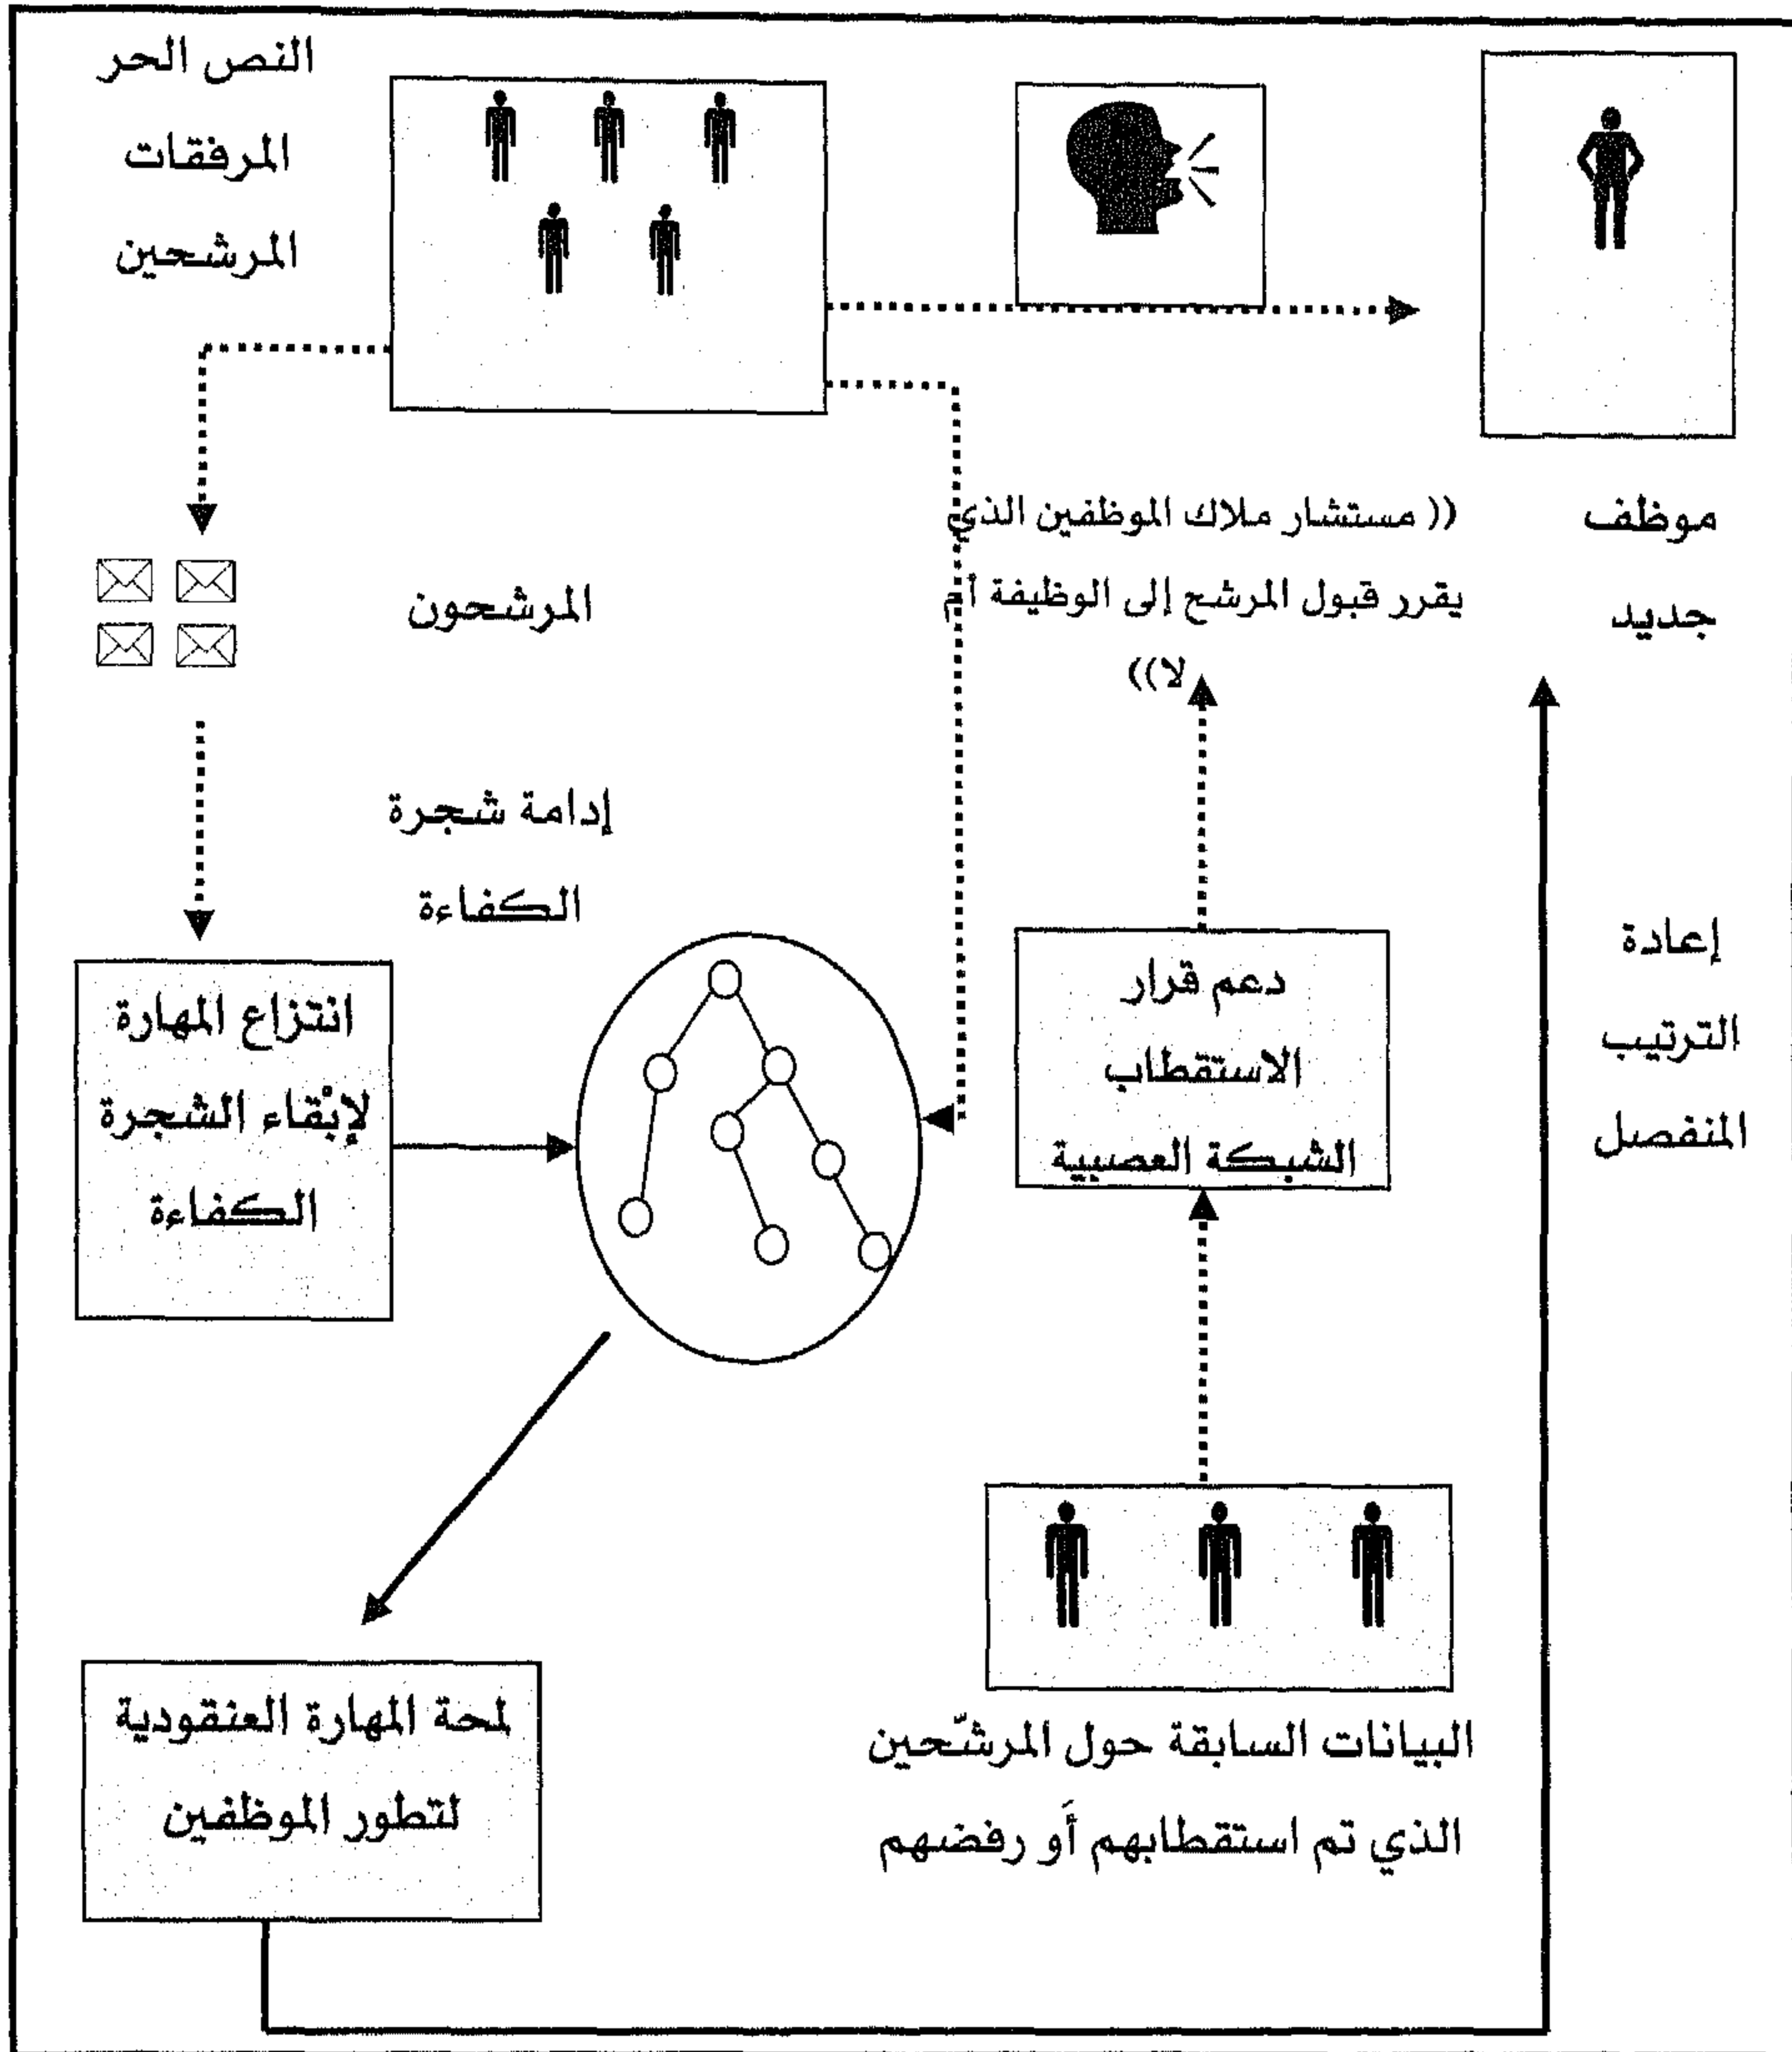 النص الحر
المرفقات
المرشحين
(( مستشار ملاك الموظفين الذي
يقرر قبول المرشح إلى الوظيفة أم
لا))
موظف
جديد
المرشحون
إدامة شجرة
الكفاءة
انتزاع المهارة
لإبْقاء الشجرة
الكفاءة
دعم قرار
الاستقطاب
الشبكة العصبية
إعادة
الترتيب
المنفصل
لمحة المهارة العنقودية
لتطور الموظفين
البيانات السابقة حول المرشّحين
الذي تم استقطابهم أَو رفضهم